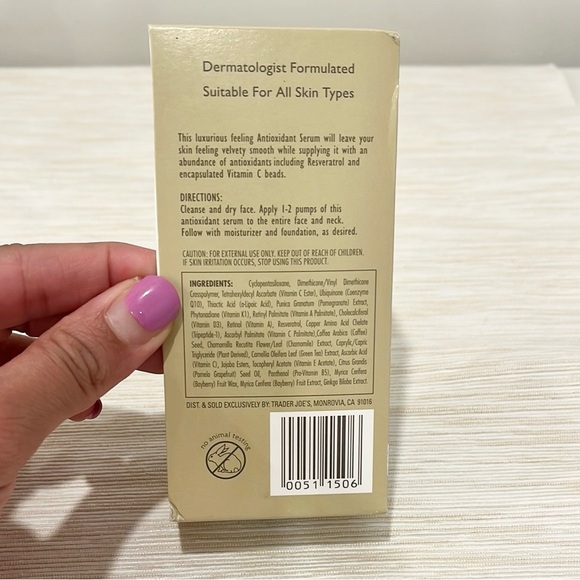 Dermatologist Formulated
Suitable For All Skin Types
This luxurious feeling Antioxidant Serum will leave your
skin feeling velvety smooth while supplying it with an
abundance of antioxidants including Resveratrol and
encapsulated Vitamin C beads.
DIRECTIONS:
Cleanse and dry face. Apply 1-2 pumps of this
antioxidant serum to the entire face and neck.
Follow with moisturizer and foundation, as desired.
CAUTION: FOR EXTERNAL USE ONLY. KEEP OUT OF REACH OF CHILDREN.
IF SKIN IRRITATION OCCURS, STOP USING THIS PRODUCT.
INGREDIENTS: Cyclopentasiloxane, Dimethicone/Vinyl Dimethicone
Crosspolymer, Tetrahexyldecyl Ascorbate (Vitamin C Ester), Ubiquinone (Coenzyme
Q10), Thioctic Acid (α-Lipoic Acid), Punica Granatum (Pomegranate) Extract,
Phytonadione (Vitamin K1), Retinyl Palmitate (Vitamin A Palmitate), Cholecalciferol
(Vitamin D3), Retinol (Vitamin A), Resveratrol, Copper Amino Acid Chelate
(Tripeptide-1), Ascorbyl Palmitate (Vitamin C Palmitate),Coffea Arabica (Coffee)
Seed, Chamomilla Recutita Flower/Leaf (Chamomile) Extract, Caprylic/Capric
Triglyceride (Plant Derived), Camellia Oleifera Leaf (Green Tea) Extract, Ascorbic Acid
(Vitamin C), Jojoba Esters, Tocopheryl Acetate (Vitamin E Acetate), Citrus Grandis
(Pomelo Grapefruit) Seed Oil, Panthenol (Pro-Vitamin B5), Myrica Cerifera
(Bayberry) Fruit Wax, Myrica Cerifera (Bayberry) Fruit Extract, Ginkgo Biloba Extract.
DIST. & SOLD EXCLUSIVELY BY: TRADER JOE'S, MONROVIA, CA 91016
no animal testing
0051 1506